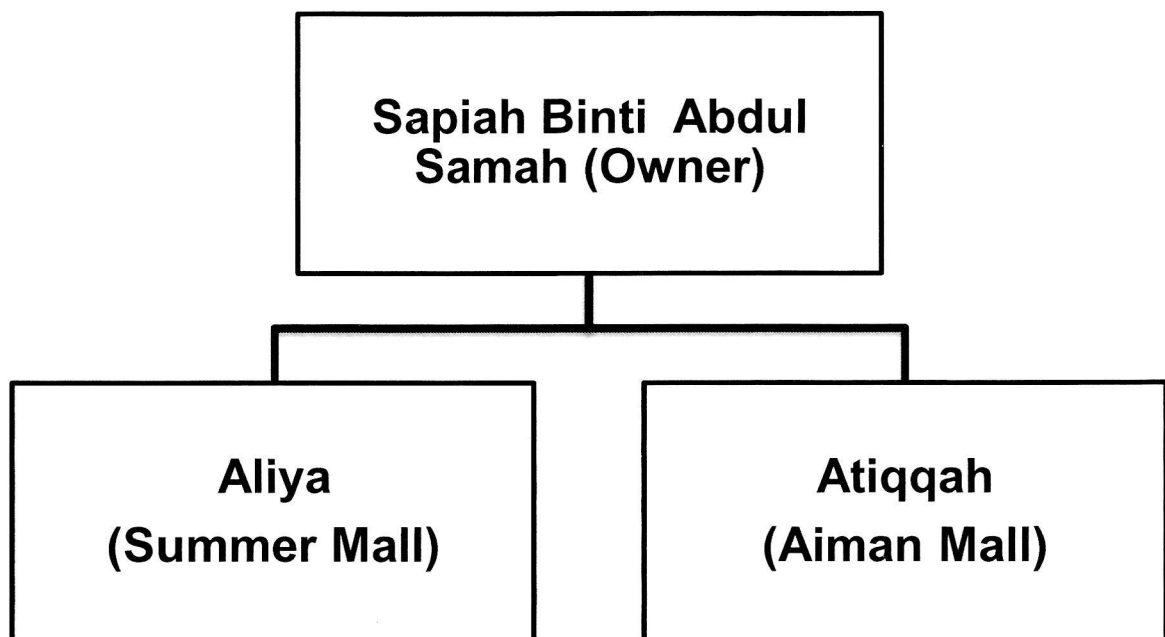 Sapiah Binti Abdul
Samah (Owner)
Aliya
(Summer Mall)
Atiqqah
(Aiman Mall)